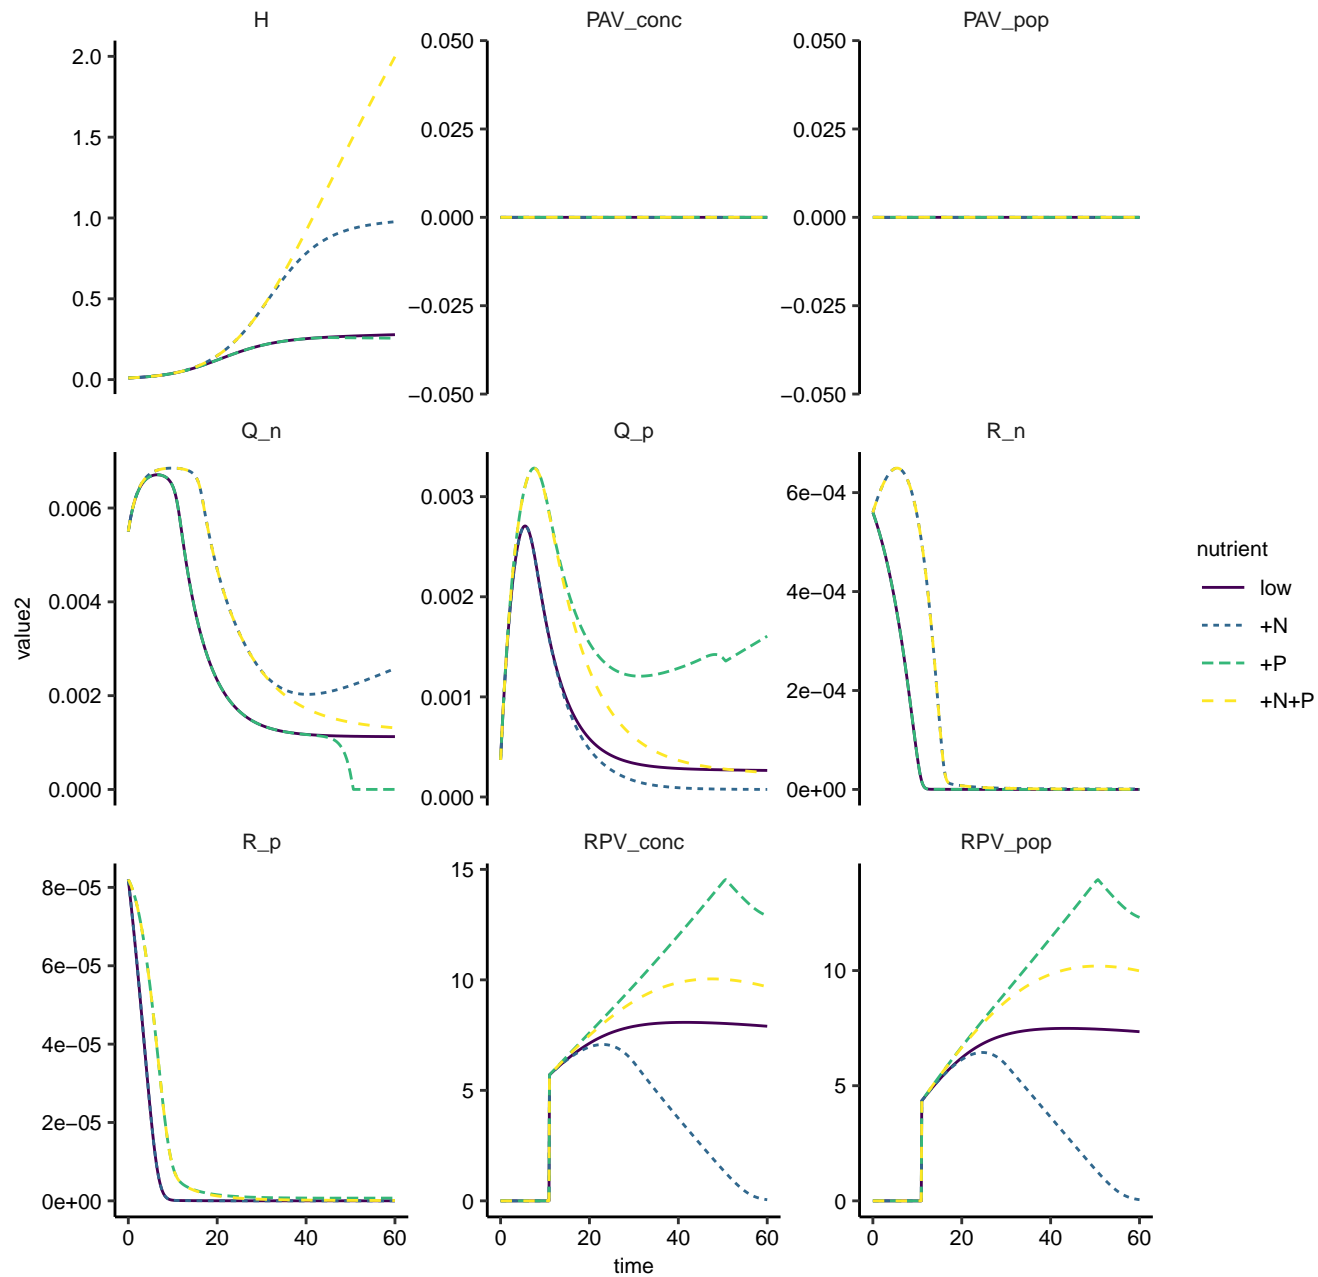 H
PAV_conc
PAV_pop
2.0
1.5
1.0
0.5
0.0
0.050
0.025
0.000
−0.025
−0.050
0.050
0.025
0.000
−0.025
−0.050
Q_n
Q_p
R_n
0.006
0.004
0.002
0.000
0.003
0.002
0.001
0.000
6e−04
4e−04
2e−04
0e+00
R_p
RPV_conc
RPV_pop
8e−05
6e−05
4e−05
2e−05
0e+00
15
10
5
0
10
5
0
0
20
40
60
0
20
40
60
0
20
40
60
time
value2
nutrient
low
+N
+P
+N+P